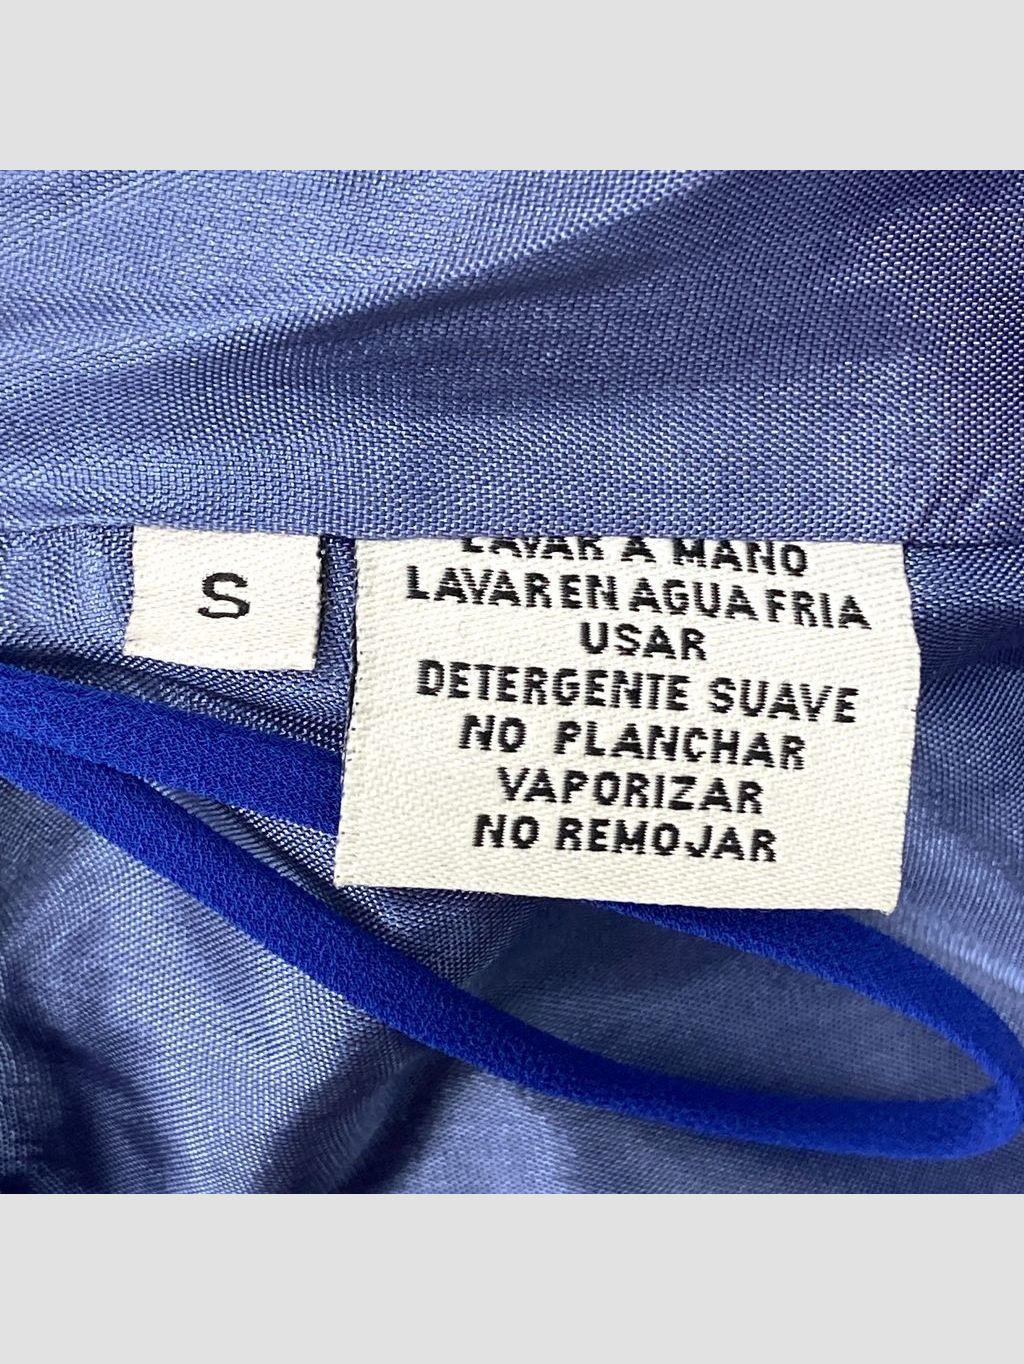 S
LAVAR A MANO
LAVAR EN AGUA FRIA
USAR
DETERGENTE SUAVE
NO PLANCHAR
VAPORIZAR
NO REMOJAR